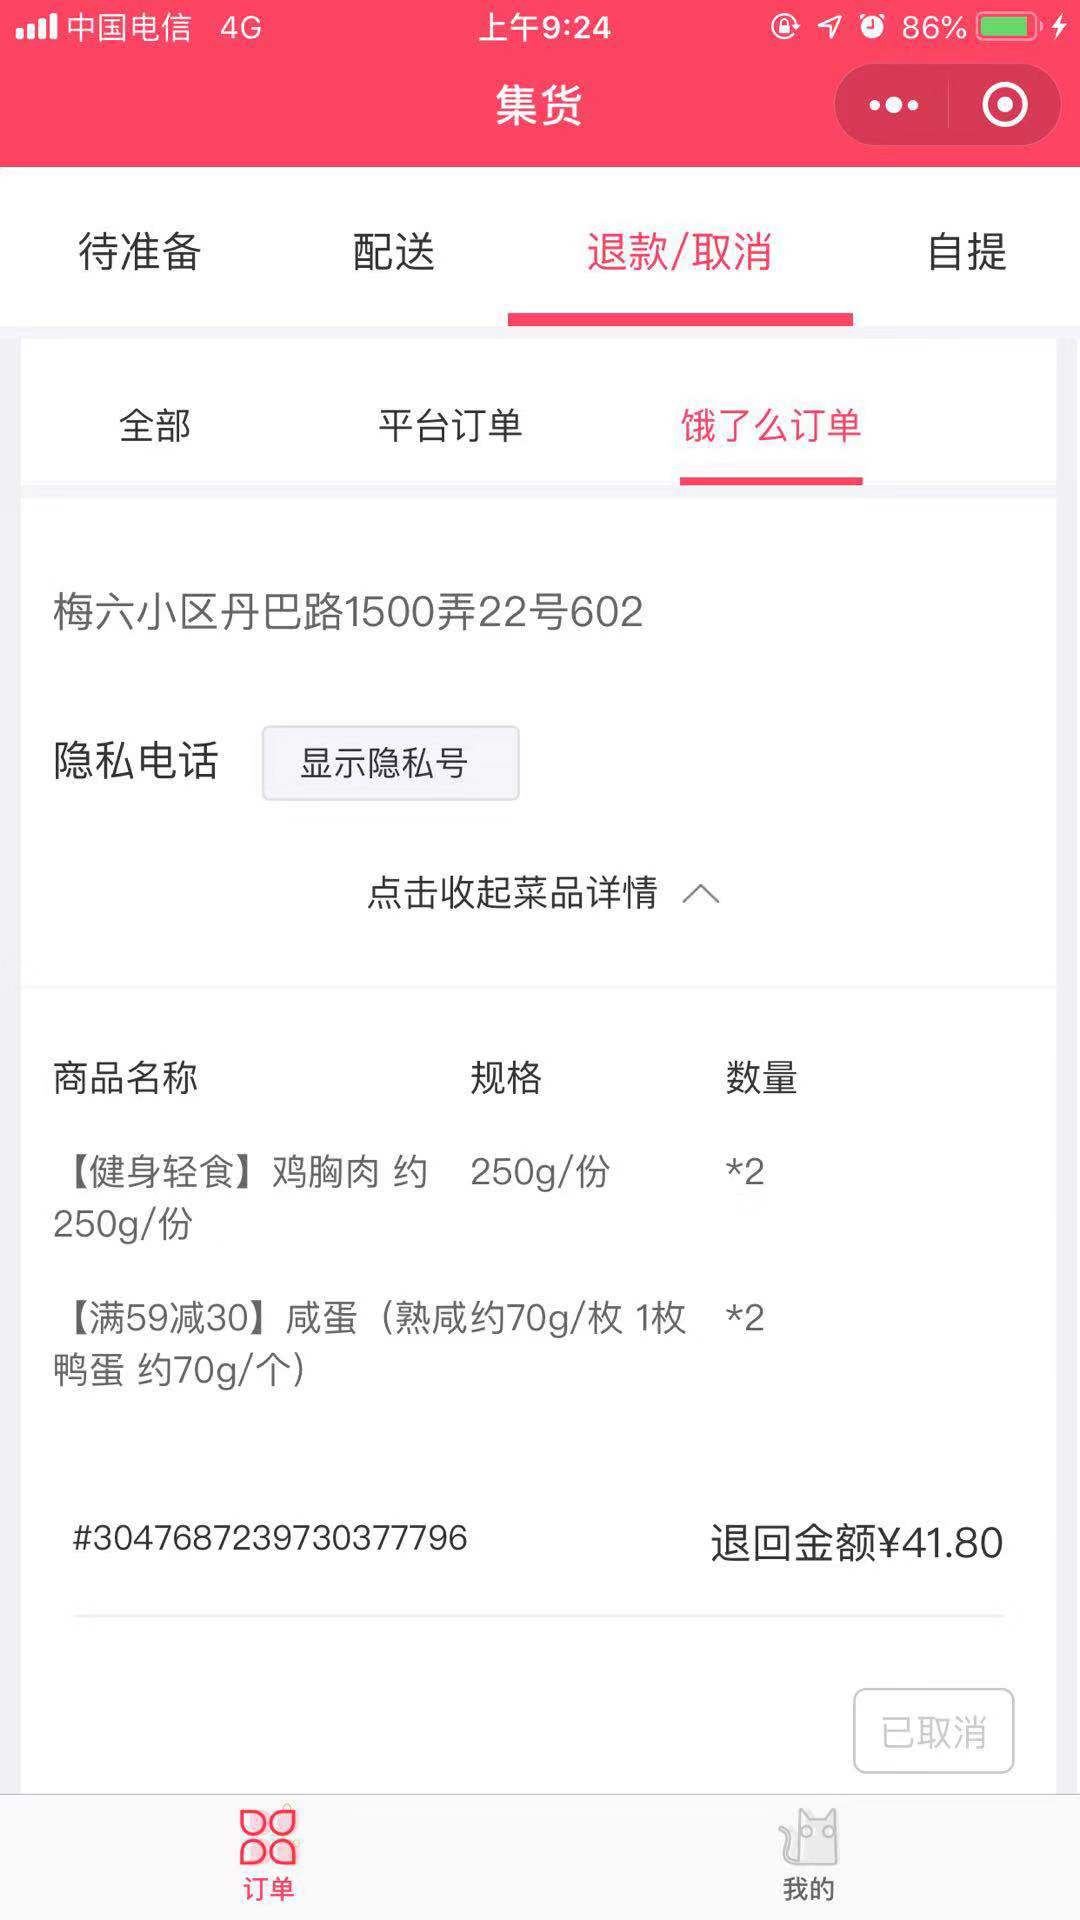 中国电信 4G 上午9:24 86%
集货
待准备 配送 退款/取消 自提
全部 平台订单 饿了么订单
梅六小区丹巴路1500弄22号602
隐私电话 显示隐私号
点击收起菜品详情
商品名称 规格 数量
【健身轻食】鸡胸肉 约 250g/份 *2
250g/份
【满59减30】咸蛋（熟咸 约70g/枚 1枚 *2
鸭蛋 约70g/个）
#3047687239730377796 退回金额¥41.80
已取消
订单 我的